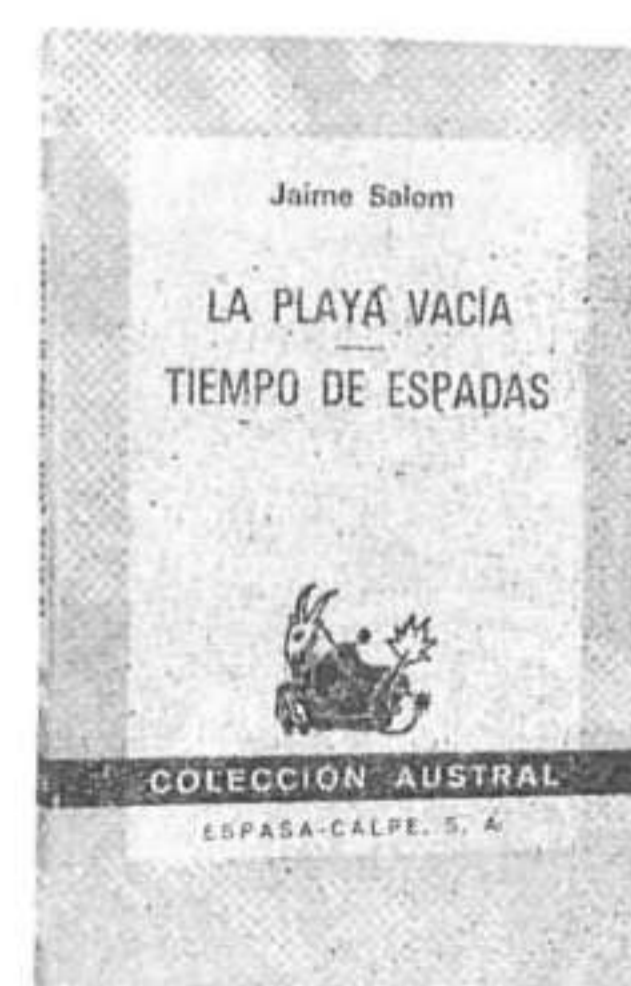 Jaime Salom
LA PLAYA VACÍA
TIEMPO DE ESPADAS
COLECCIÓN AUSTRAL
ESPASA-CALPE, S. A.